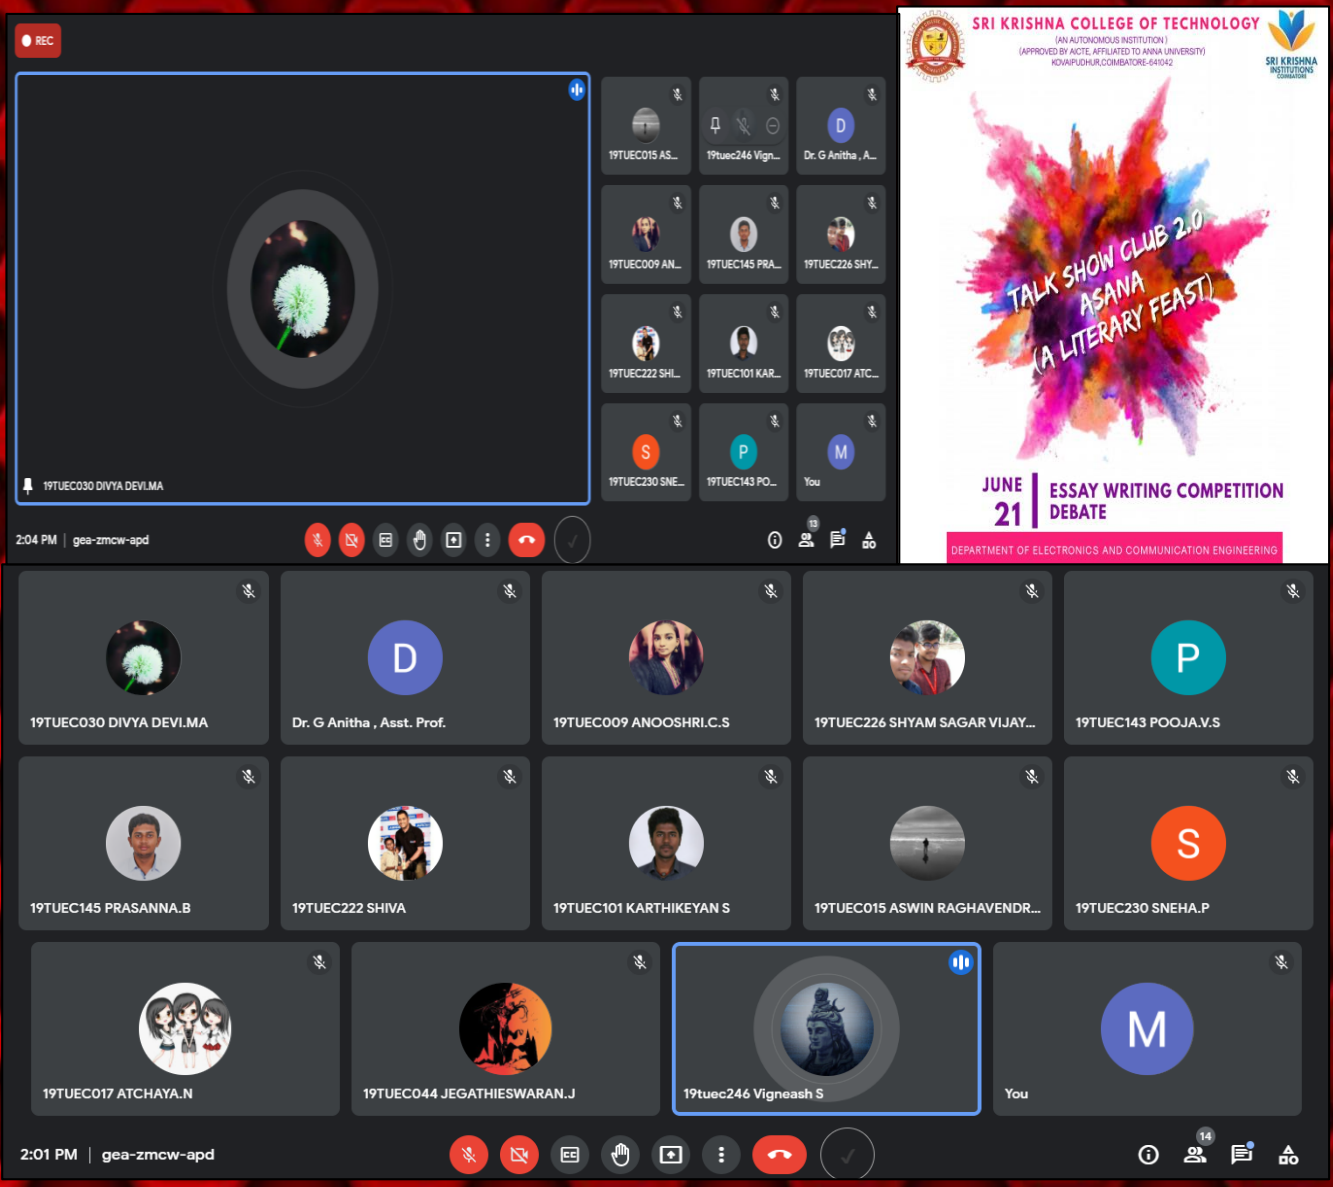 REC
19TUEC015 AS...
19tuec246 Vign...
Dr. G Anitha , A...
19TUEC009 AN...
19TUEC145 PRA...
19TUEC226 SHY...
19TUEC222 SHI...
19TUEC101 KAR...
19TUEC017 ATC...
S
P
M
19TUEC230 SNE...
19TUEC143 PO...
You
D
19TUEC030 DIVYA DEVI.MA
2:04 PM | gea-zmcw-apd
13
SRI KRISHNA COLLEGE OF TECHNOLOGY
(AN AUTONOMOUS INSTITUTION )
(APPROVED BY AICTE, AFFILIATED TO ANNA UNIVERSITY)
KOVAIPUDHUR,COIMBATORE-641042
SRI KRISHNA
INSTITUTIONS
COIMBATORE
TALK SHOW CLUB 2.0
ASANA
(A LITERARY FEAST)
JUNE
21
ESSAY WRITING COMPETITION
DEBATE
DEPARTMENT OF ELECTRONICS AND COMMUNICATION ENGINEERING
D
P
19TUEC030 DIVYA DEVI.MA
Dr. G Anitha , Asst. Prof.
19TUEC009 ANOOSHRI.C.S
19TUEC226 SHYAM SAGAR VIJAY...
19TUEC143 POOJA.V.S
S
19TUEC145 PRASANNA.B
19TUEC222 SHIVA
19TUEC101 KARTHIKEYAN S
19TUEC015 ASWIN RAGHAVENDR...
19TUEC230 SNEHA.P
M
19TUEC017 ATCHAYA.N
19TUEC044 JEGATHIESWARAN.J
19tuec246 Vigneash S
You
2:01 PM | gea-zmcw-apd
14